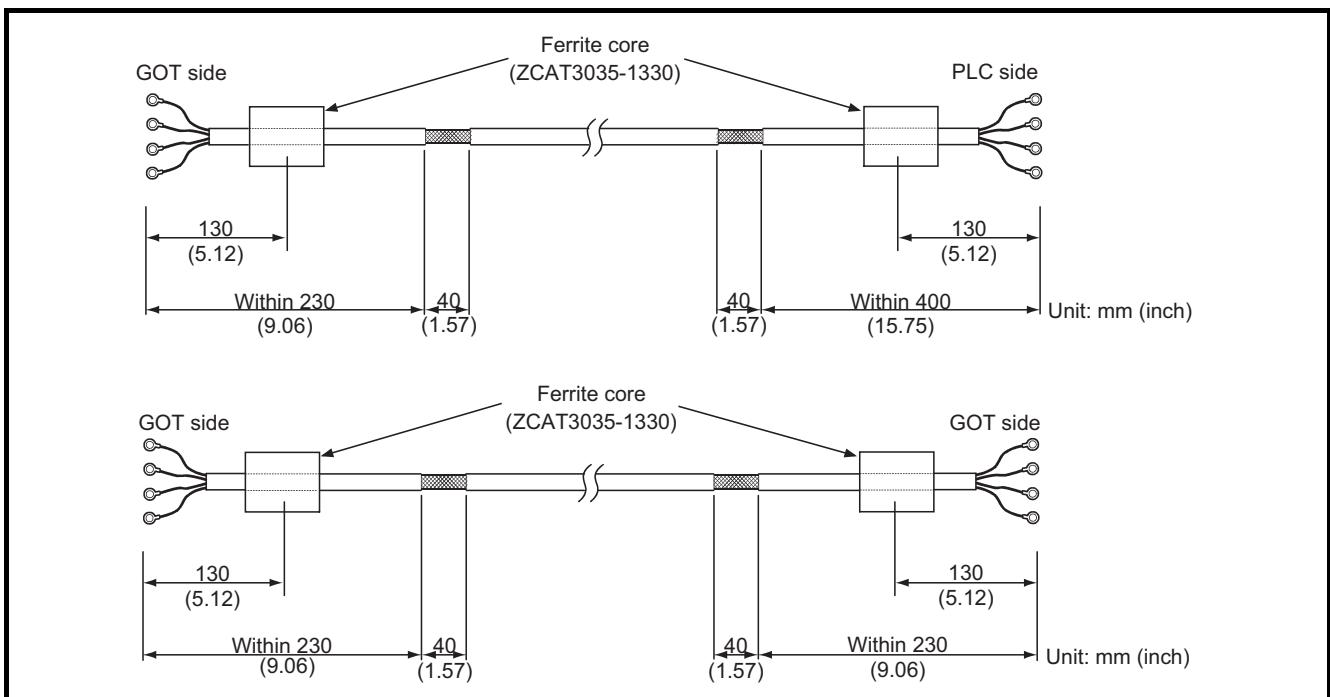 Ferrite core
(ZCAT3035-1330)
GOT side
PLC side
130
(5.12)
130
(5.12)
Within 230
(9.06)
40
(1.57)
40
(1.57)
Within 400
(15.75)
Unit: mm (inch)
Ferrite core
(ZCAT3035-1330)
GOT side
GOT side
130
(5.12)
130
(5.12)
Within 230
(9.06)
40
(1.57)
40
(1.57)
Within 230
(9.06)
Unit: mm (inch)